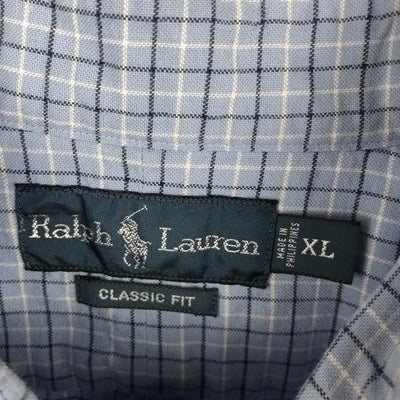 Ralph Lauren
MADE IN
PHILIPPINES
XL
CLASSIC FIT